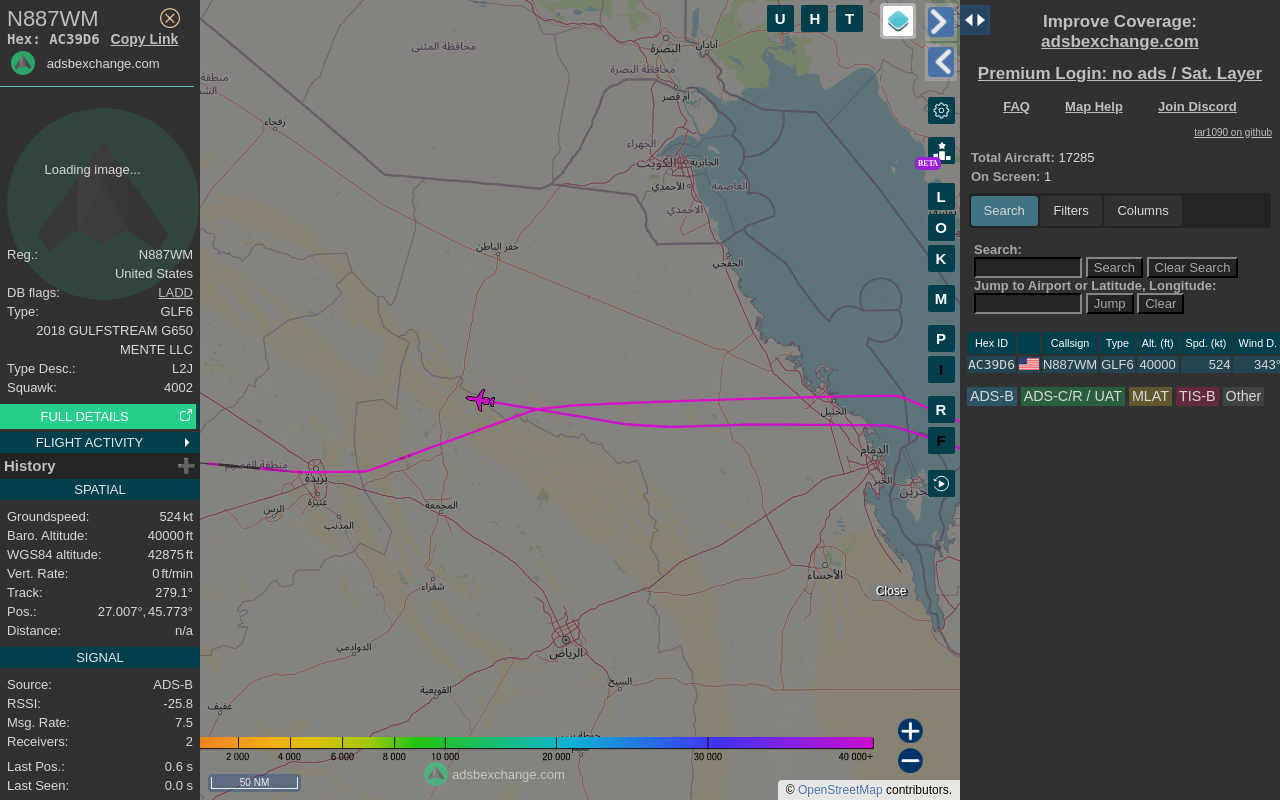 N887WM
Hex: AC39D6 Copy Link
adsbexchange.com
Loading image...
Reg.: N887WM
United States
DB flags: LADD
Type: GLF6
2018 GULFSTREAM G650
MENTE LLC
Type Desc.: L2J
Squawk: 4002
FULL DETAILS
FLIGHT ACTIVITY
History
SPATIAL
Groundspeed: 524 kt
Baro. Altitude: 40000 ft
WGS84 altitude: 42875 ft
Vert. Rate: 0 ft/min
Track: 279.1°
Pos.: 27.007°, 45.773°
Distance: n/a
SIGNAL
Source: ADS-B
RSSI: -25.8
Msg. Rate: 7.5
Receivers: 2
Last Pos.: 0.6 s
Last Seen: 0.0 s
U H T
محافظة المثنى
البصرة
آبادان
محافظة البصرة
أم قصر
رفحاء
الجهراء
الكويت
الجابرية
الأحمدي
العاصمة
الاحمدي
حفر الباطن
الخفجي
الجبيل
الدمام
الخبر
منطقة القصيم
بريدة
عنيزة
الرس
المذنب
المجمعة
شقراء
الأحساء
الدوادمي
الرياض
السيح
القويعية
عفيف
BETA
L
O
K
M
P
I
R
F
Close
2 000 4 000 6 000 8 000 10 000 20 000 30 000 40 000+
50 NM
adsbexchange.com
© OpenStreetMap contributors.
Improve Coverage:
adsbexchange.com
Premium Login: no ads / Sat. Layer
FAQ Map Help Join Discord
tar1090 on github
Total Aircraft: 17285
On Screen: 1
Search Filters Columns
Search:
Search Clear Search
Jump to Airport or Latitude, Longitude:
Jump Clear
Hex ID Callsign Type Alt. (ft) Spd. (kt) Wind D.
AC39D6 N887WM GLF6 40000 524 343°
ADS-B ADS-C/R / UAT MLAT TIS-B Other